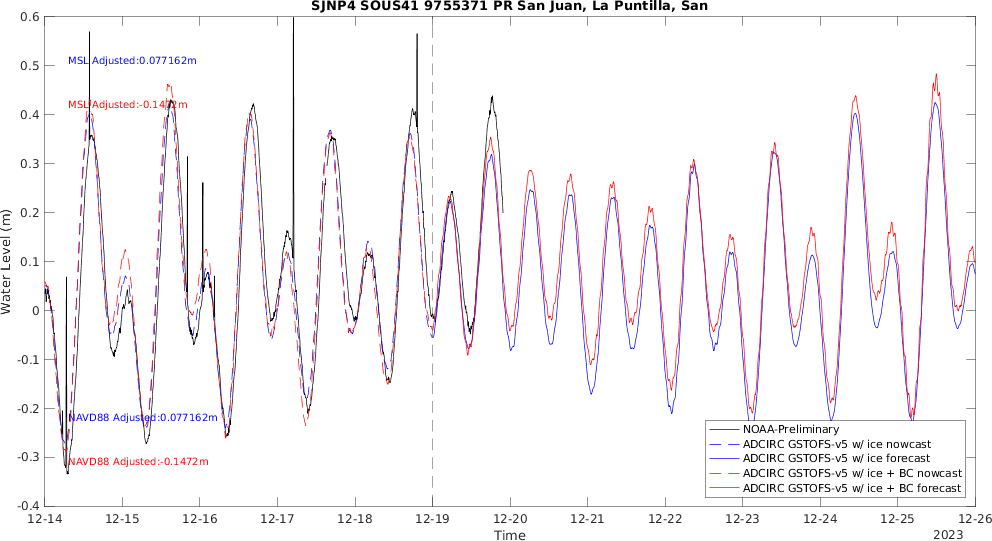 SJNP4 SOUS41 9755371 PR San Juan, La Puntilla, San
0.6
0.5
0.4
0.3
0.2
0.1
0
-0.1
-0.2
-0.3
-0.4
Water Level (m)
MSL Adjusted:0.077162m
MSL Adjusted:-0.1472m
NAVD88 Adjusted:0.077162m
NAVD88 Adjusted:-0.1472m
NOAA-Preliminary
ADCIRC GSTOFS-v5 w/ ice nowcast
ADCIRC GSTOFS-v5 w/ ice forecast
ADCIRC GSTOFS-v5 w/ ice + BC nowcast
ADCIRC GSTOFS-v5 w/ ice + BC forecast
12-14 12-15 12-16 12-17 12-18 12-19 12-20 12-21 12-22 12-23 12-24 12-25 12-26
Time
2023